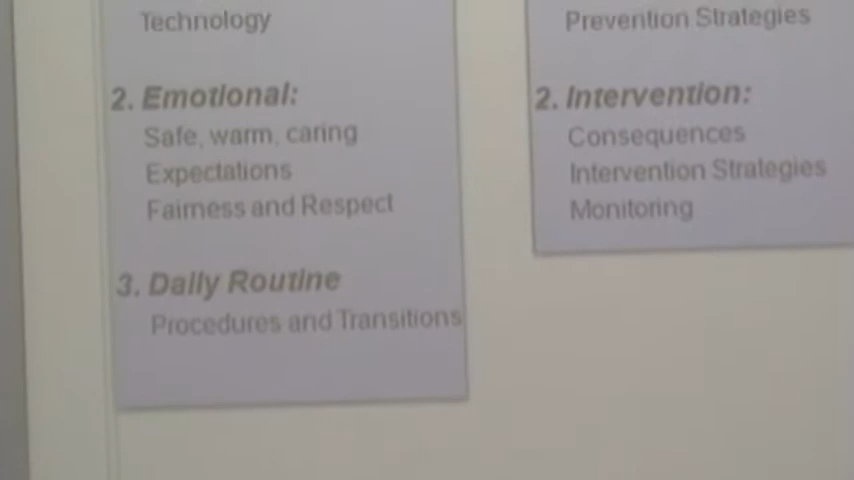 Technology
2. Emotional:
Safe, warm, caring
Expectations
Fairness and Respect
3. Daily Routine
Procedures and Transitions
Prevention Strategies
2. Intervention:
Consequences
Intervention Strategies
Monitoring